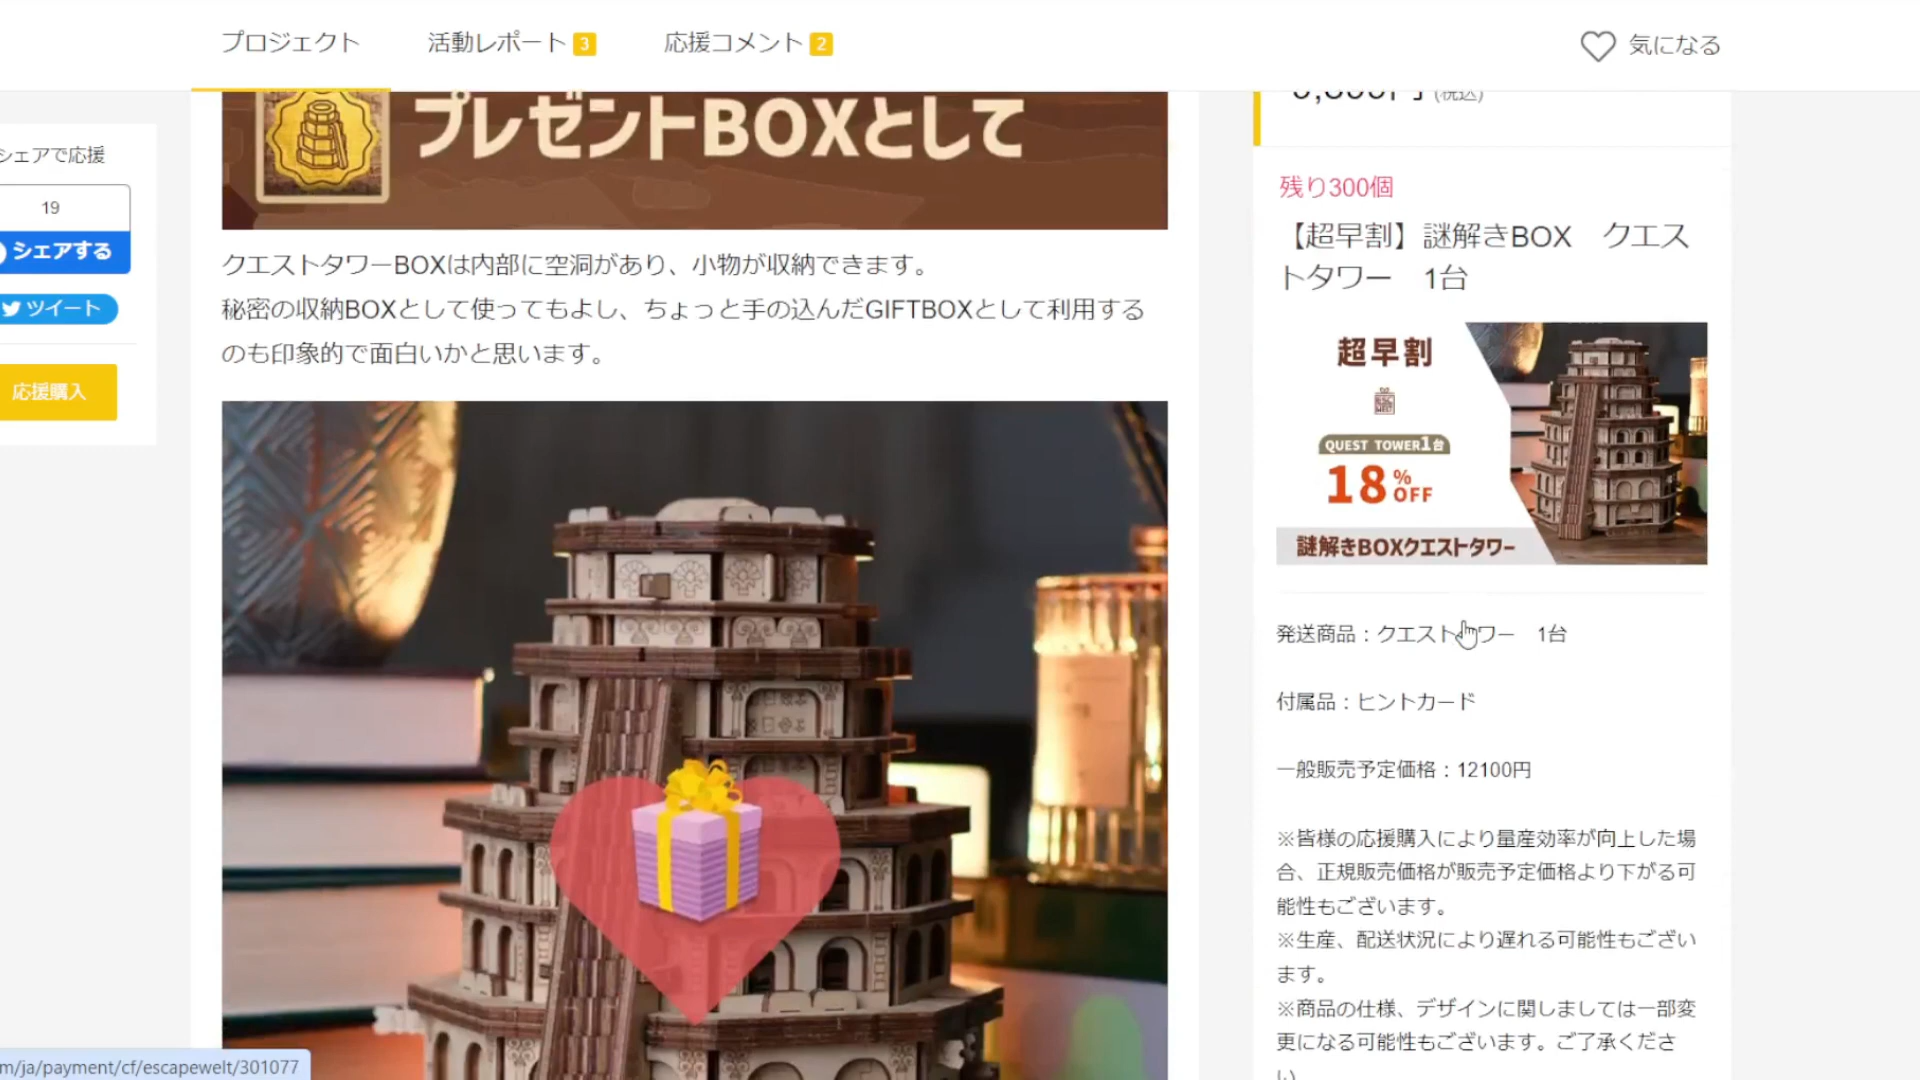 プロジェクト
活動レポート 3
応援コメント 2
気になる
シェアで応援
19
シェアする
ツイート
応援購入
プレゼントBOXとして
クエストタワーBOXは内部に空洞があり、小物が収納できます。
秘密の収納BOXとして使ってもよし、ちょっと手の込んだGIFTBOXとして利用する
のも印象的で面白いかと思います。
(税込)
残り300個
【超早割】謎解きBOX　クエス
トタワー　1台
超早割
QUEST TOWER1台
18%OFF
謎解きBOXクエストタワー
発送商品：クエストタワー　1台
付属品：ヒントカード
一般販売予定価格：12100円
※皆様の応援購入により量産効率が向上した場
合、正規販売価格が販売予定価格より下がる可
能性もございます。
※生産、配送状況により遅れる可能性もござい
ます。
※商品の仕様、デザインに関しましては一部変
更になる可能性もございます。ご了承くださ
い
m/ja/payment/cf/escapewelt/301077